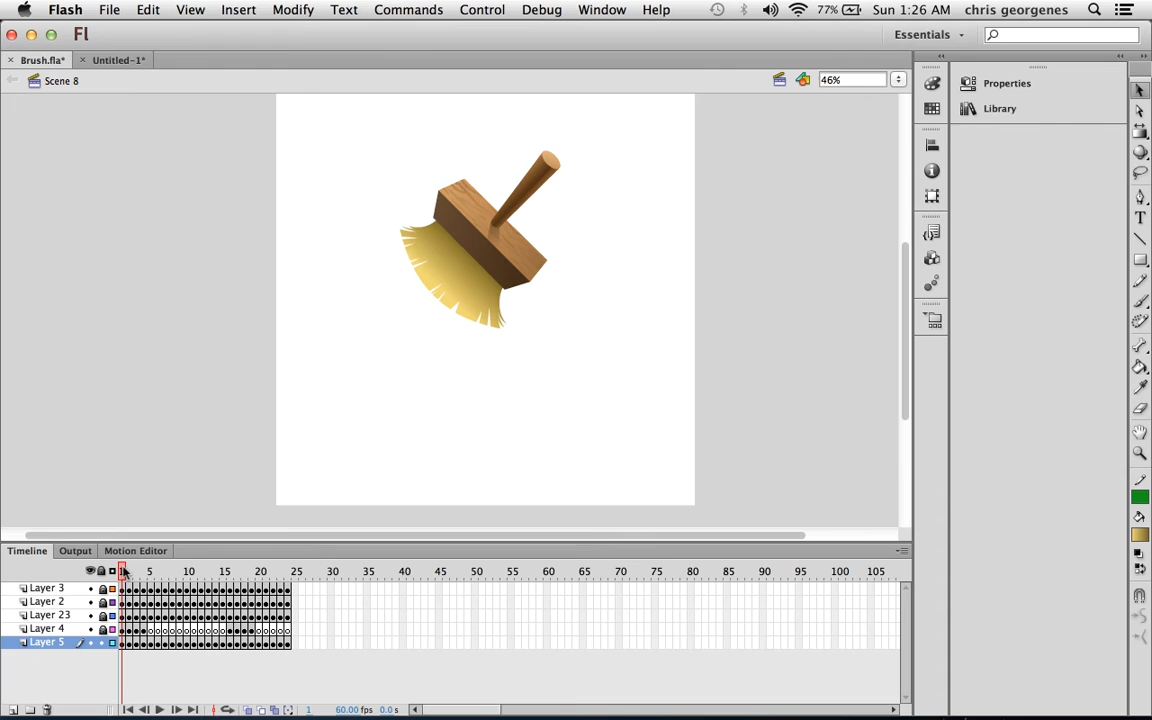 Flash File Edit View Insert Modify Text Commands Control Debug Window Help 77% Sun 1:26 AM chris georgenes
Fl Essentials
Brush.fla* Untitled-1*
Scene 8 46%
Properties
Library
Timeline Output Motion Editor
1 5 10 15 20 25 30 35 40 45 50 55 60 65 70 75 80 85 90 95 100 105
Layer 3
Layer 2
Layer 23
Layer 4
Layer 5
1 60.00 fps 0.0 s